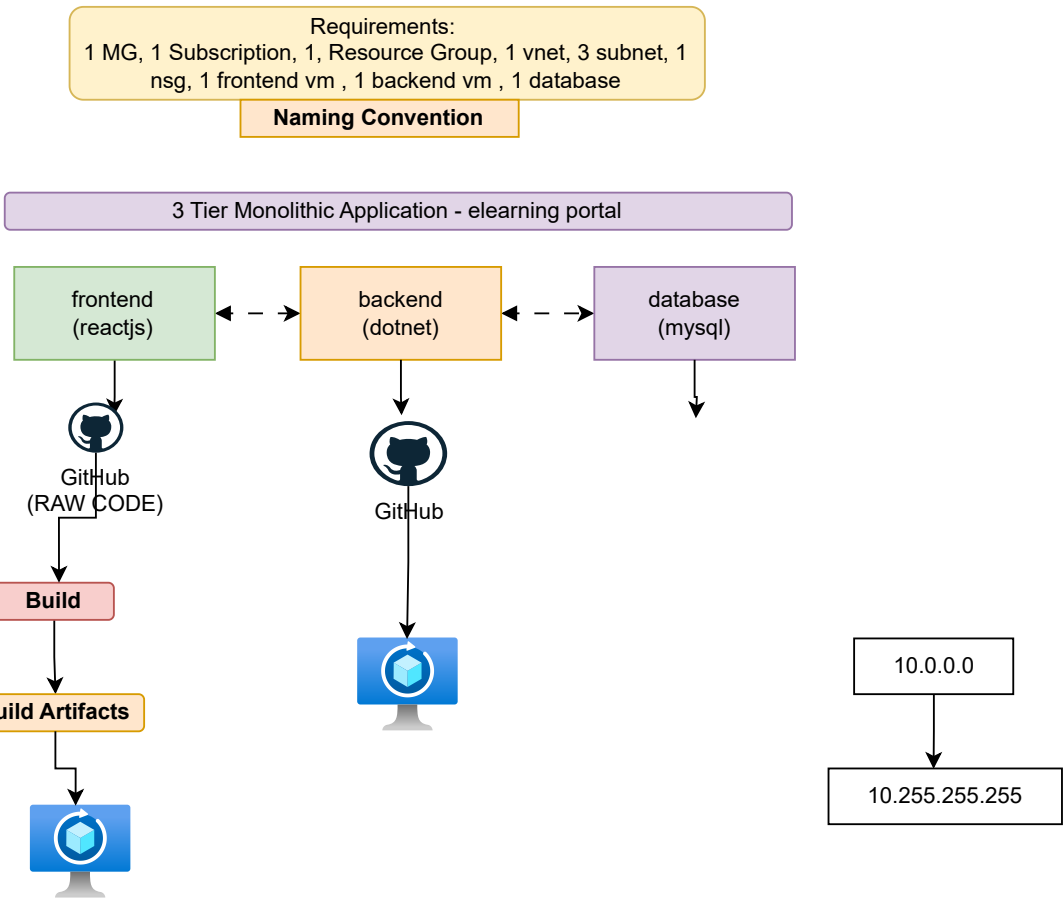 Requirements:
1 MG, 1 Subscription, 1, Resource Group, 1 vnet, 3 subnet, 1
nsg, 1 frontend vm , 1 backend vm , 1 database
Naming Convention
3 Tier Monolithic Application - elearning portal
frontend
(reactjs)
backend
(dotnet)
database
(mysql)
GitHub
(RAW CODE)
GitHub
Build
uild Artifacts
10.0.0.0
10.255.255.255